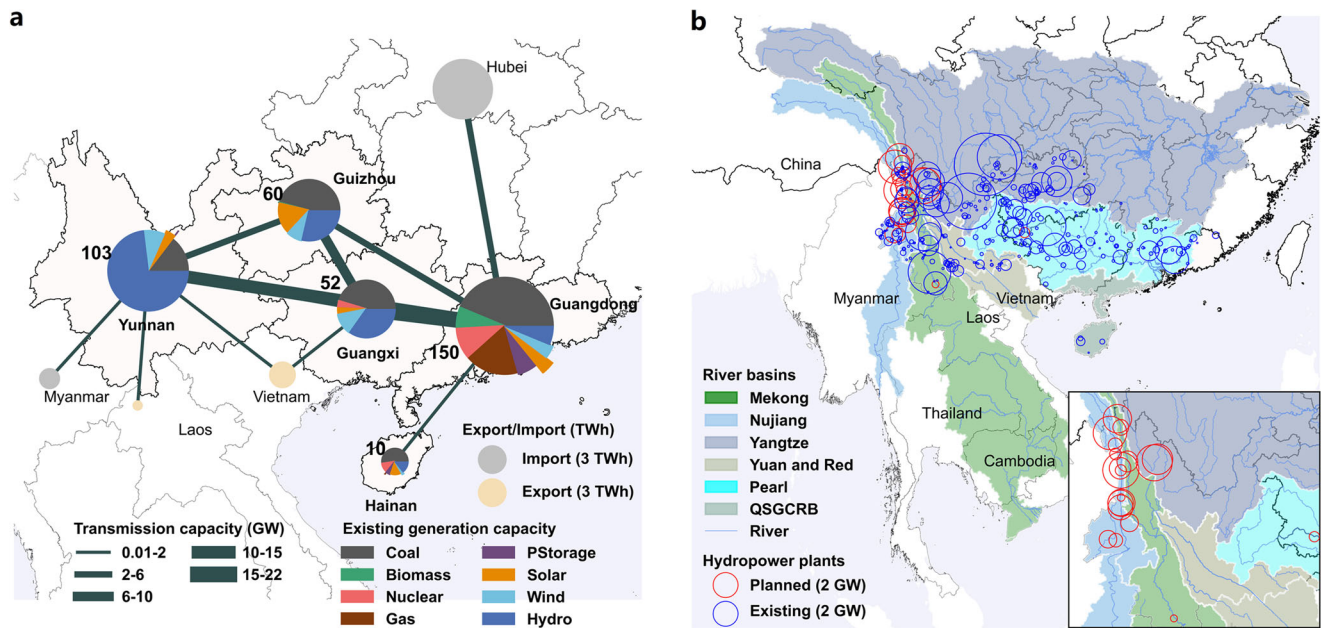 a
Hubei
Guizhou
60
103
52
Yunnan
Guangxi
Guangdong
150
Myanmar
Vietnam
Laos
10
Hainan
Export/Import (TWh)
Import (3 TWh)
Export (3 TWh)
Transmission capacity (GW)
0.01-2
2-6
6-10
10-15
15-22
Existing generation capacity
Coal
Biomass
Nuclear
Gas
PStorage
Solar
Wind
Hydro
b
China
Myanmar
Vietnam
Laos
Thailand
Cambodia
River basins
Mekong
Nujiang
Yangtze
Yuan and Red
Pearl
QSGCRB
River
Hydropower plants
Planned (2 GW)
Existing (2 GW)